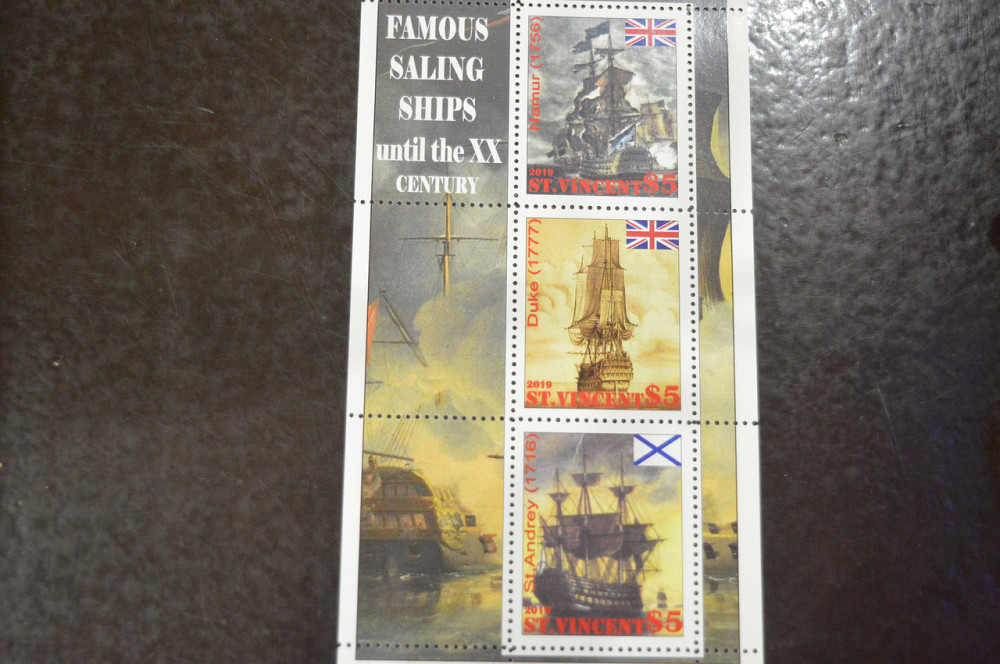 FAMOUS
SALING
SHIPS
until the XX
CENTURY
Namur (1756)
2019
ST.VINCENT $5
Duke (1777)
2019
ST.VINCENT $5
St.Andrey (1716)
2019
ST.VINCENT $5